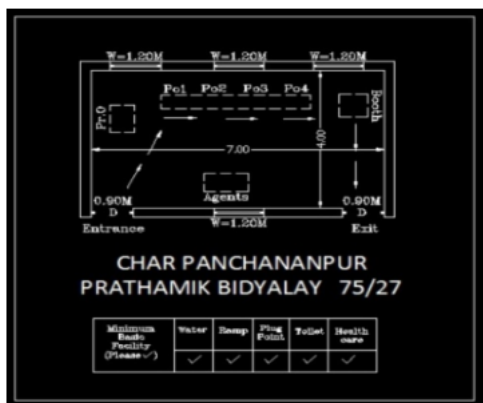 W=1.20M W=1.20M W=1.20M
Po1 Po2 Po3 Po4
Pr.O
Booth
7.00
4.00
Agents
0.90M 0.90M
D D
W=1.20M
Entrance Exit
CHAR PANCHANANPUR
PRATHAMIK BIDYALAY 75/27
Minimum Basic Facility (Please ✓) Water Ramp Plug Point Toilet Health care
✓ ✓ ✓ ✓ ✓